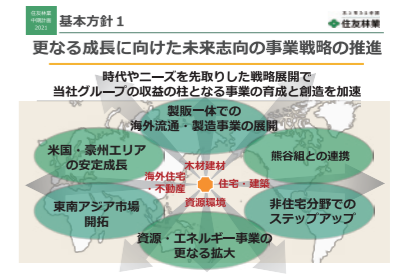 住友林業
中期計画
2021
基本方針１
住友林業
更なる成長に向けた未来志向の事業戦略の推進
時代やニーズを先取りした戦略展開で
当社グループの収益の柱となる事業の育成と創造を加速
製販一体での
海外流通・製造事業の展開
米国・豪州エリア
の安定成長
熊谷組との連携
木材建材
海外住宅
・不動産
住宅・建築
資源環境
東南アジア市場
開拓
非住宅分野での
ステップアップ
資源・エネルギー事業の
更なる拡大